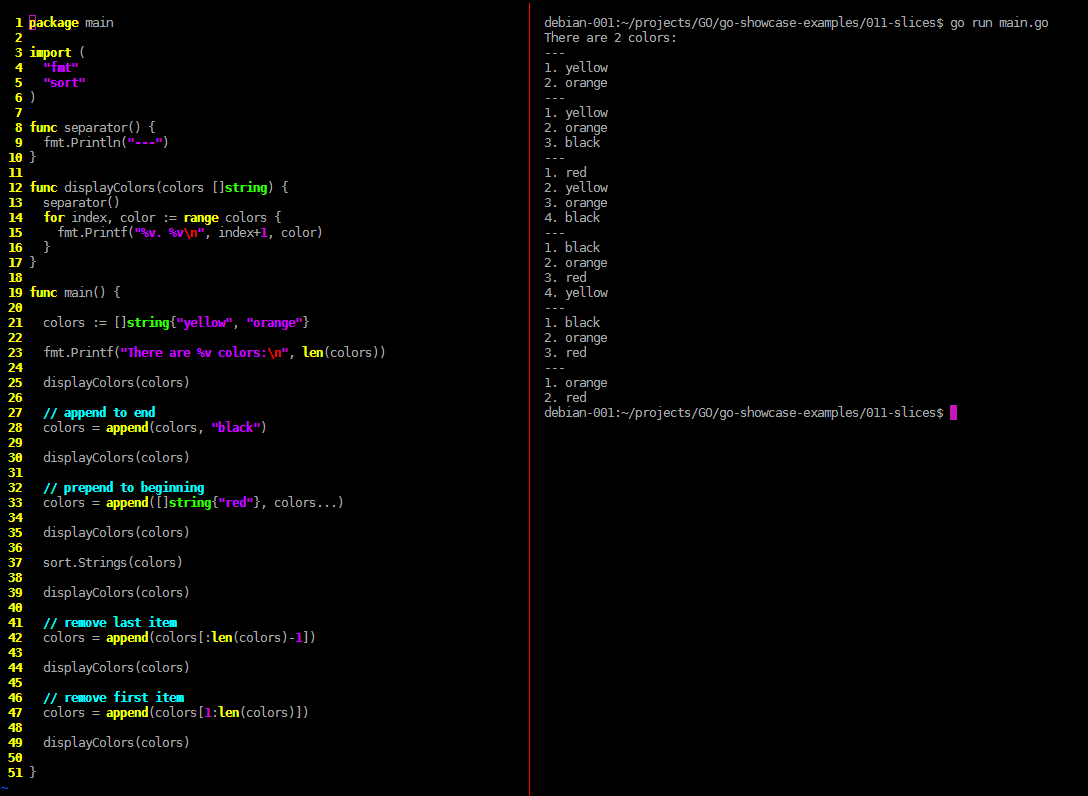 1 package main
2
3 import (
4   "fmt"
5   "sort"
6 )
7
8 func separator() {
9   fmt.Println("---")
10 }
11
12 func displayColors(colors []string) {
13   separator()
14   for index, color := range colors {
15     fmt.Printf("%v. %v\n", index+1, color)
16   }
17 }
18
19 func main() {
20
21   colors := []string{"yellow", "orange"}
22
23   fmt.Printf("There are %v colors:\n", len(colors))
24
25   displayColors(colors)
26
27   // append to end
28   colors = append(colors, "black")
29
30   displayColors(colors)
31
32   // prepend to beginning
33   colors = append([]string{"red"}, colors...)
34
35   displayColors(colors)
36
37   sort.Strings(colors)
38
39   displayColors(colors)
40
41   // remove last item
42   colors = append(colors[:len(colors)-1])
43
44   displayColors(colors)
45
46   // remove first item
47   colors = append(colors[1:len(colors)])
48
49   displayColors(colors)
50
51 }
~
debian-001:~/projects/GO/go-showcase-examples/011-slices$ go run main.go
There are 2 colors:
---
1. yellow
2. orange
---
1. yellow
2. orange
3. black
---
1. red
2. yellow
3. orange
4. black
---
1. black
2. orange
3. red
4. yellow
---
1. black
2. orange
3. red
---
1. orange
2. red
debian-001:~/projects/GO/go-showcase-examples/011-slices$